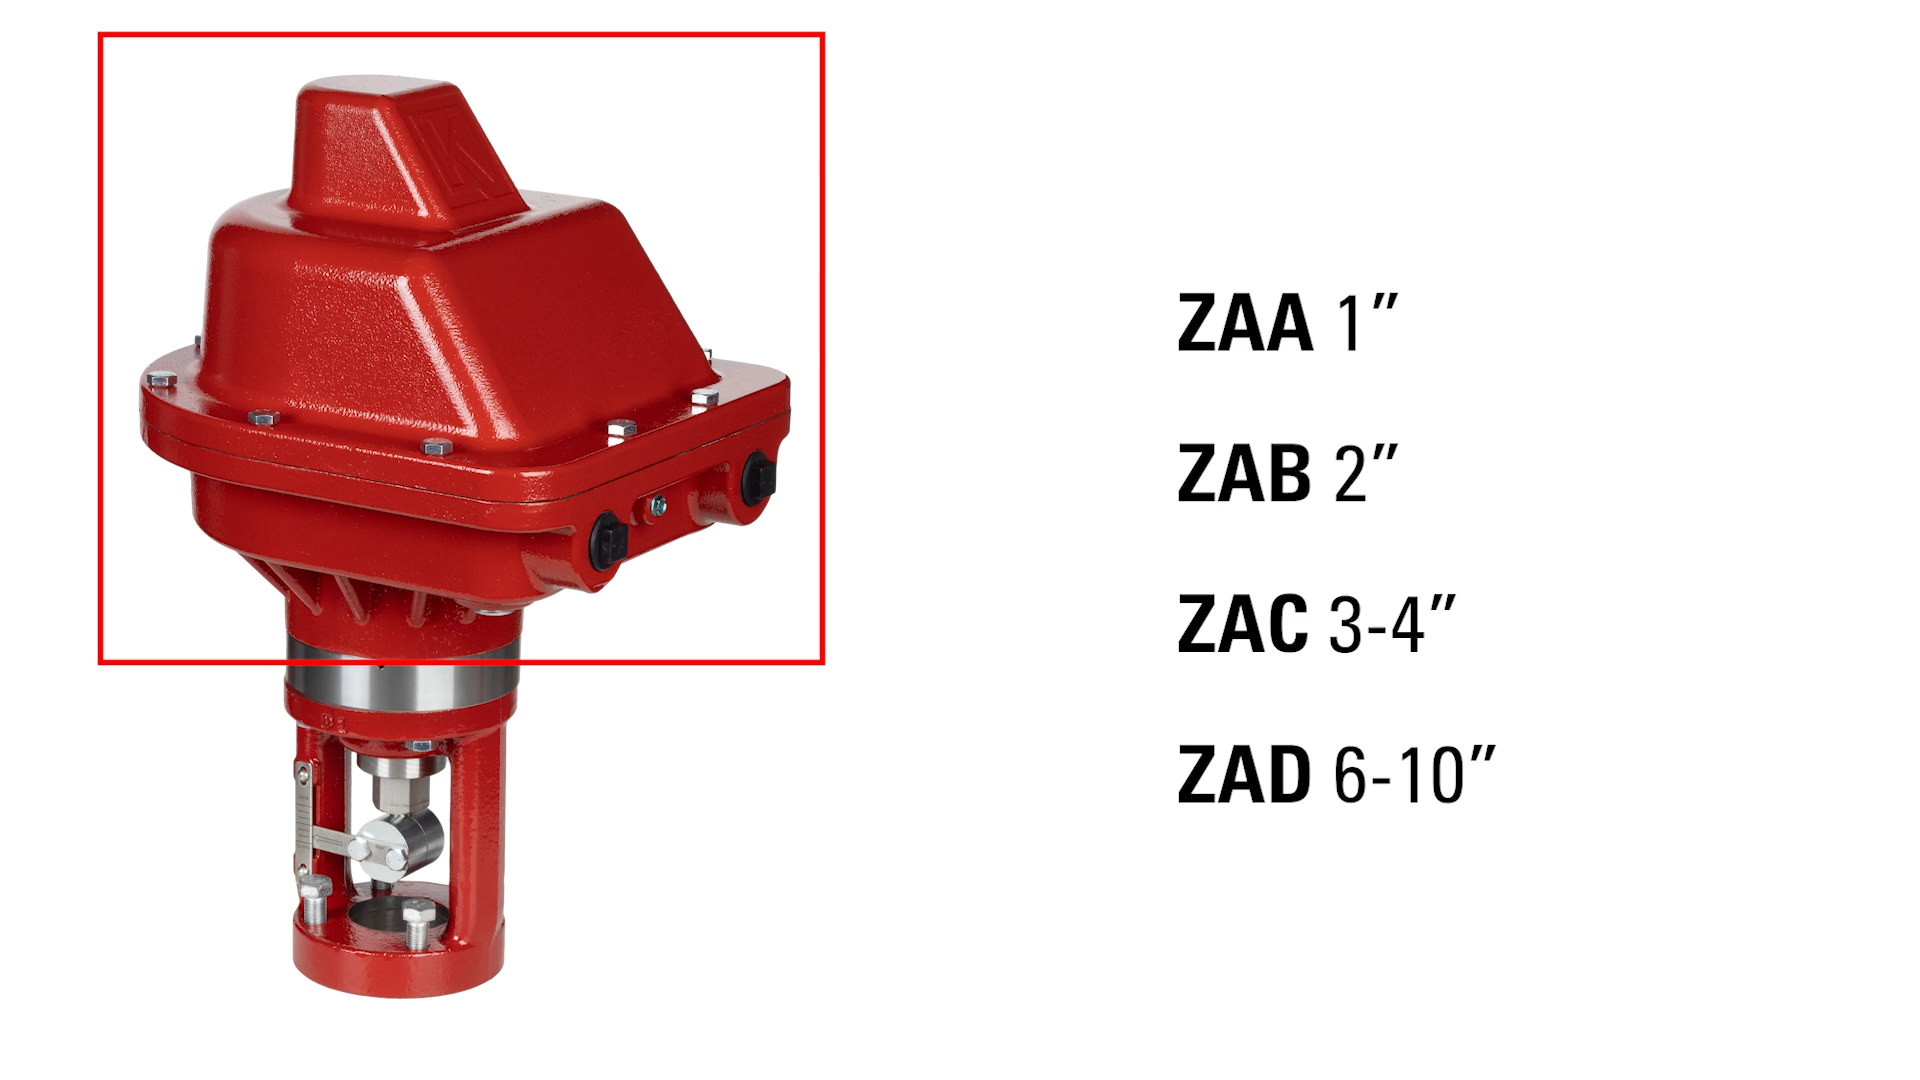 K
ZAA 1”
ZAB 2”
ZAC 3-4”
ZAD 6-10”